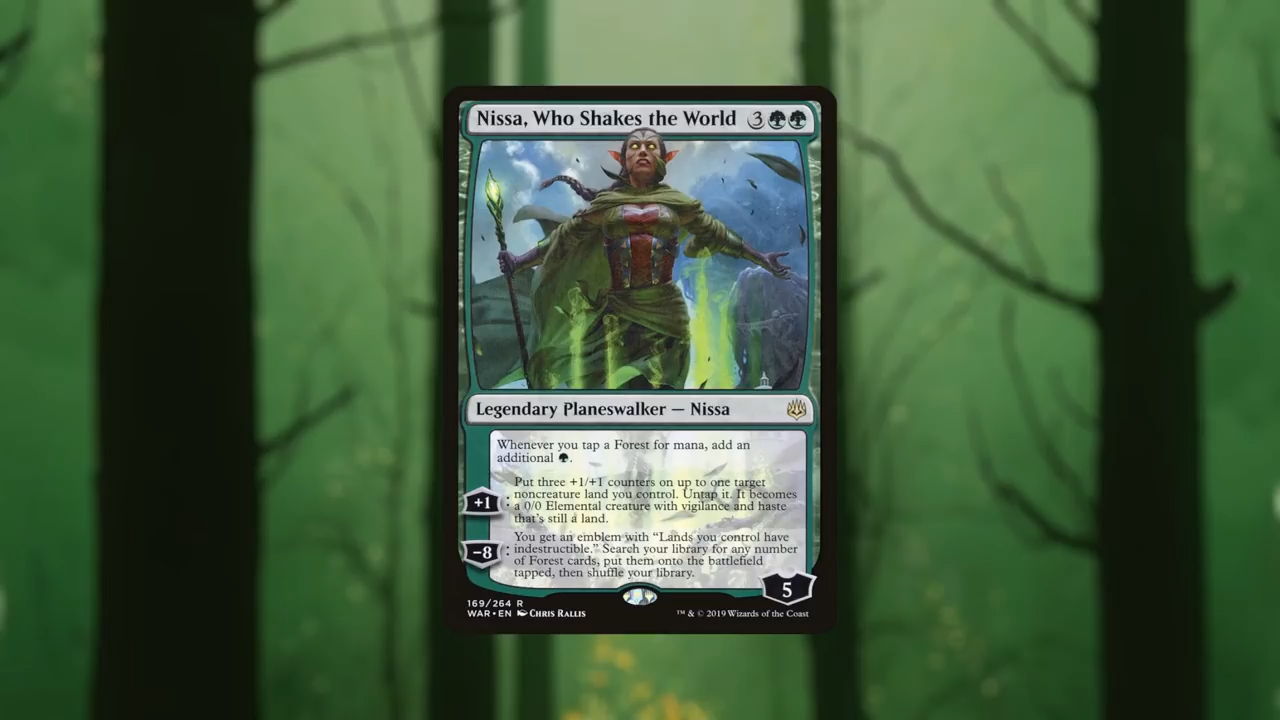 Nissa, Who Shakes the World 3
Legendary Planeswalker — Nissa
Whenever you tap a Forest for mana, add an
additional .
+1 : Put three +1/+1 counters on up to one target
noncreature land you control. Untap it. It becomes
a 0/0 Elemental creature with vigilance and haste
that's still a land.
−8 : You get an emblem with “Lands you control have
indestructible.” Search your library for any number
of Forest cards, put them onto the battlefield
tapped, then shuffle your library.
5
169/264 R
WAR • EN CHRIS RALLIS ™ & © 2019 Wizards of the Coast